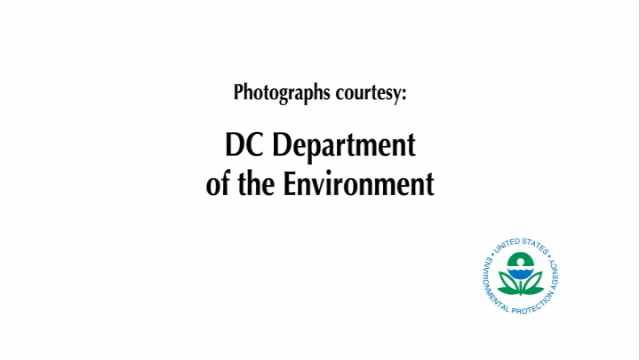 Photographs courtesy:
DC Department
of the Environment
UNITED STATES
ENVIRONMENTAL PROTECTION AGENCY